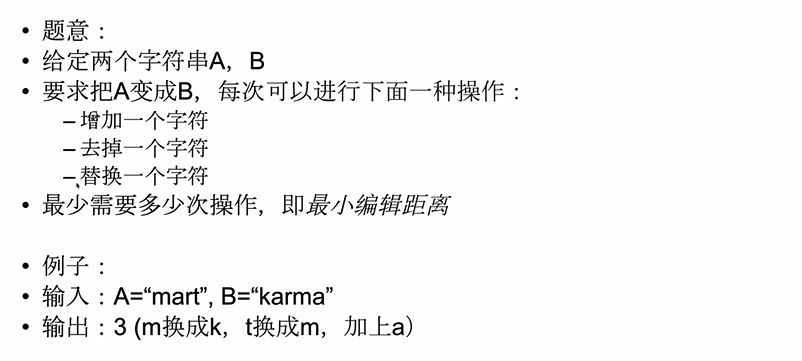 • 题意：
• 给定两个字符串A，B
• 要求把A变成B，每次可以进行下面一种操作：
– 增加一个字符
– 去掉一个字符
– 替换一个字符
• 最少需要多少次操作，即最小编辑距离
• 例子：
• 输入：A=“mart”, B=“karma”
• 输出：3 (m换成k，t换成m，加上a）